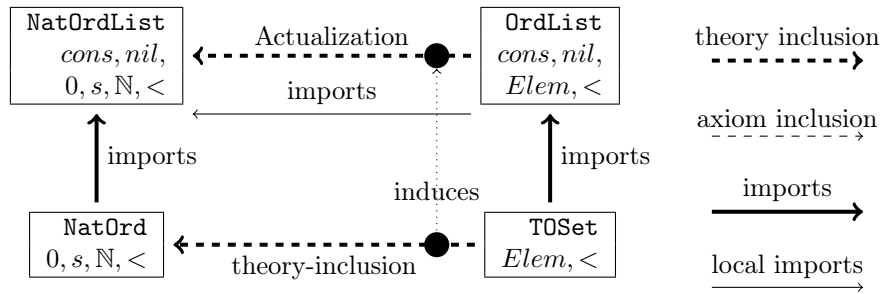 NatOrdList
cons, nil,
0, s, ℕ, <
Actualization
imports
OrdList
cons, nil,
Elem, <
theory inclusion
axiom inclusion
imports
imports
imports
induces
NatOrd
0, s, ℕ, <
theory-inclusion
TOSet
Elem, <
local imports